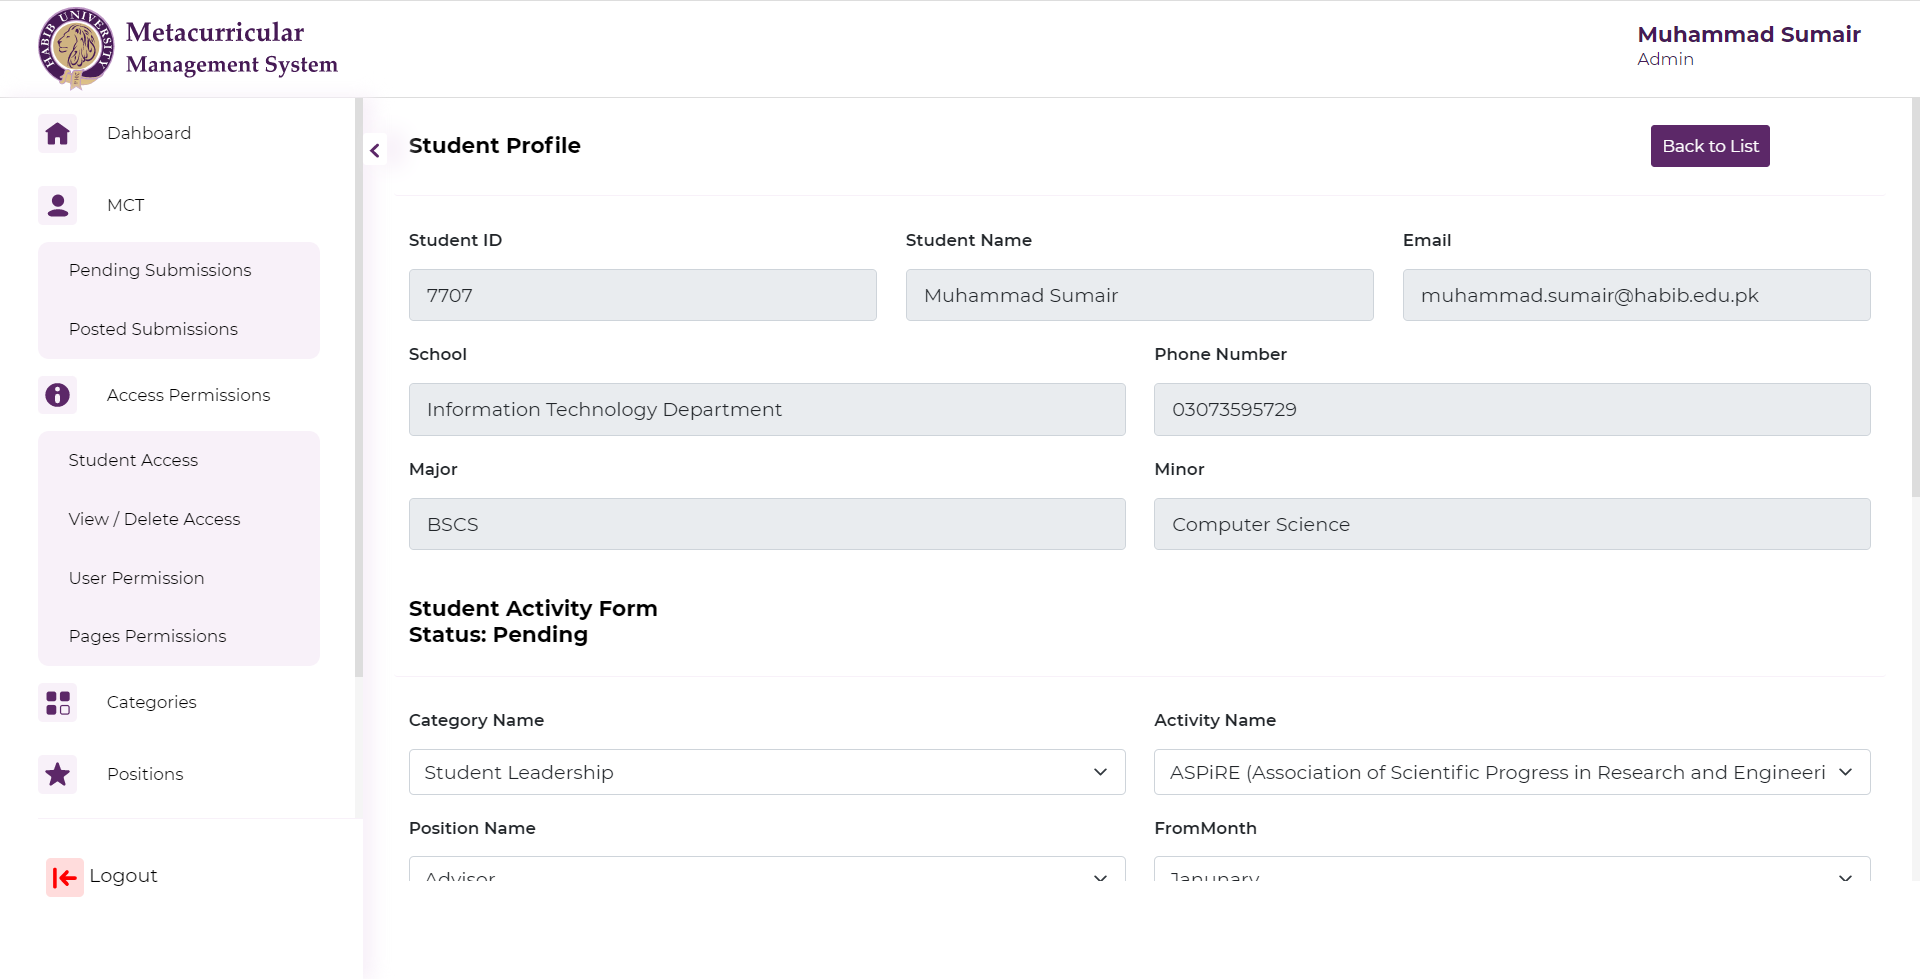 HABIB UNIVERSITY
Metacurricular
Management System
Muhammad Sumair
Admin
Dahboard
MCT
Pending Submissions
Posted Submissions
Access Permissions
Student Access
View / Delete Access
User Permission
Pages Permissions
Categories
Positions
Logout
Student Profile
Back to List
Student ID
Student Name
Email
7707
Muhammad Sumair
muhammad.sumair@habib.edu.pk
School
Phone Number
Information Technology Department
03073595729
Major
Minor
BSCS
Computer Science
Student Activity Form
Status: Pending
Category Name
Activity Name
Student Leadership
ASPiRE (Association of Scientific Progress in Research and Engineeri
Position Name
FromMonth
Advisor
Janunary